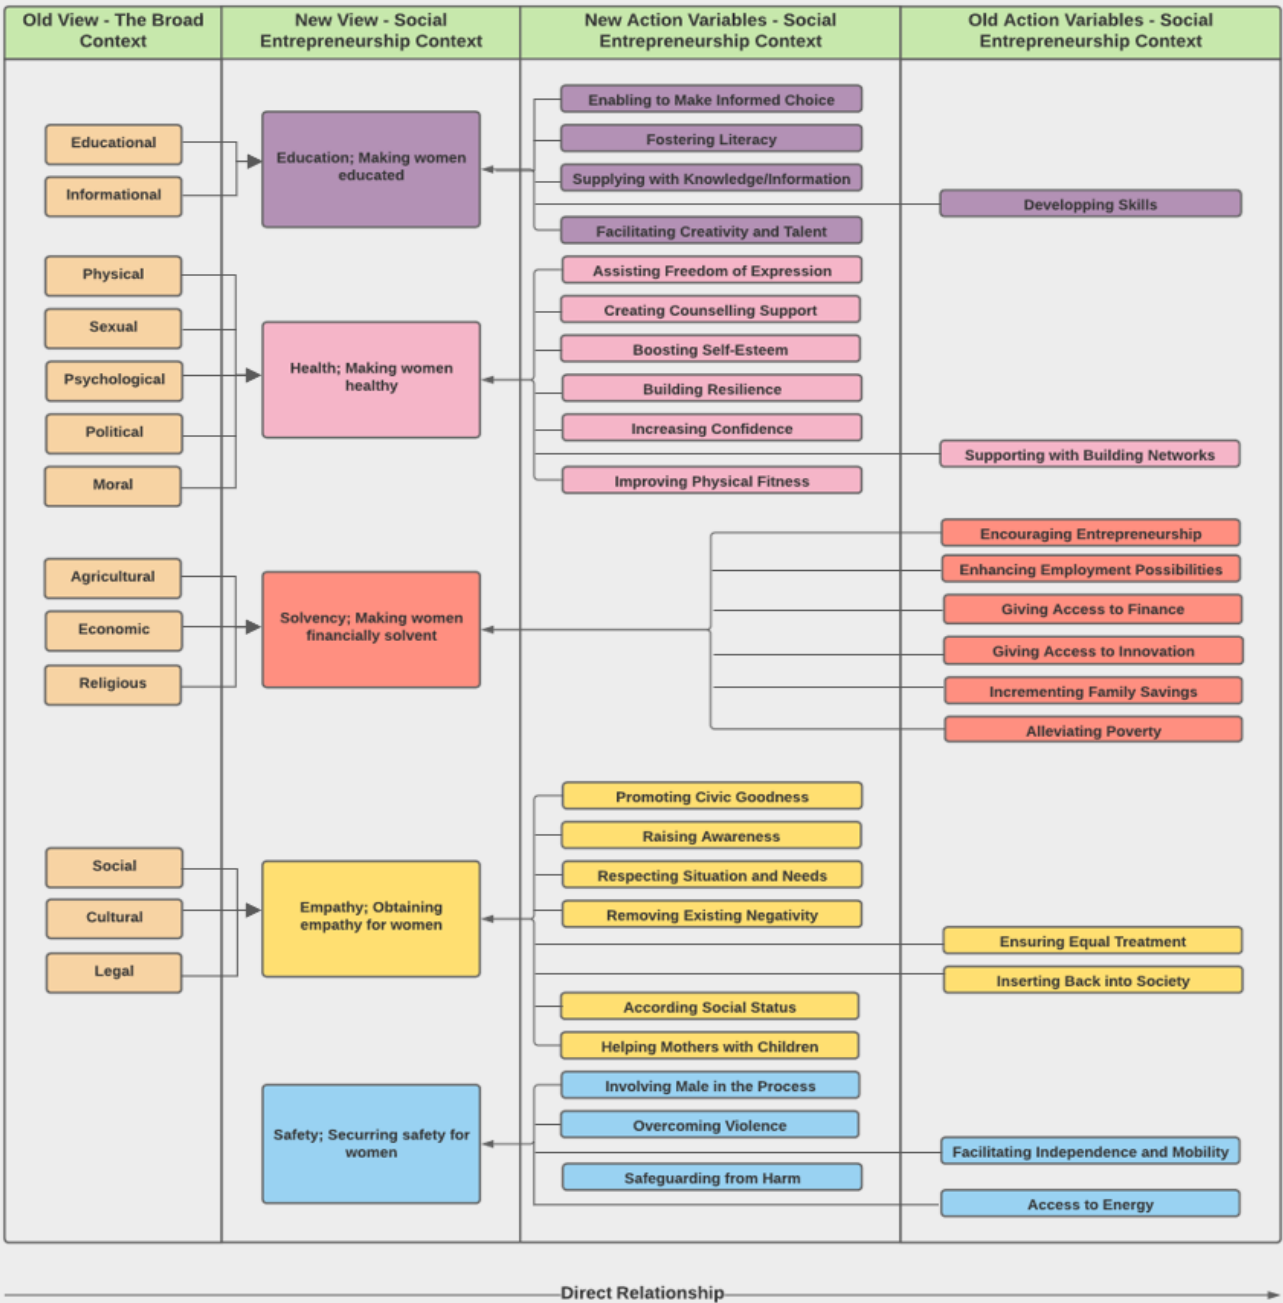 Old View - The Broad
Context
New View - Social
Entrepreneurship Context
New Action Variables - Social
Entrepreneurship Context
Old Action Variables - Social
Entrepreneurship Context
Educational
Informational
Physical
Sexual
Psychological
Political
Moral
Agricultural
Economic
Religious
Social
Cultural
Legal
Education; Making women
educated
Health; Making women
healthy
Solvency; Making women
financially solvent
Empathy; Obtaining
empathy for women
Safety; Securring safety for
women
Enabling to Make Informed Choice
Fostering Literacy
Supplying with Knowledge/Information
Facilitating Creativity and Talent
Assisting Freedom of Expression
Creating Counselling Support
Boosting Self-Esteem
Building Resilience
Increasing Confidence
Improving Physical Fitness
Promoting Civic Goodness
Raising Awareness
Respecting Situation and Needs
Removing Existing Negativity
According Social Status
Helping Mothers with Children
Involving Male in the Process
Overcoming Violence
Safeguarding from Harm
Developping Skills
Supporting with Building Networks
Encouraging Entrepreneurship
Enhancing Employment Possibilities
Giving Access to Finance
Giving Access to Innovation
Incrementing Family Savings
Alleviating Poverty
Ensuring Equal Treatment
Inserting Back into Society
Facilitating Independence and Mobility
Access to Energy
Direct Relationship